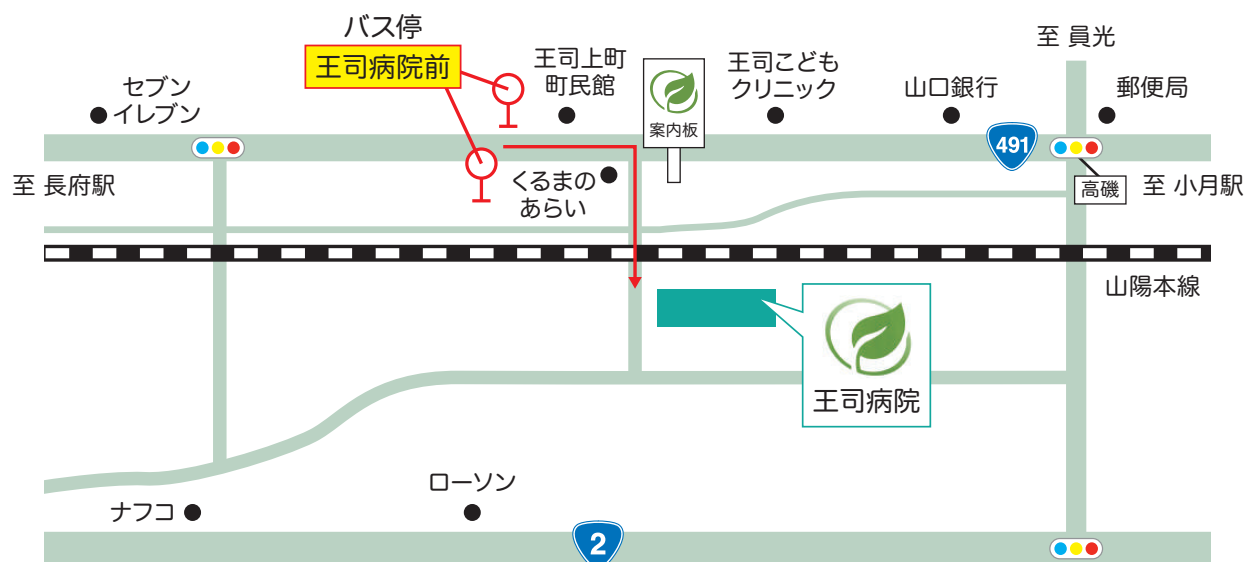 バス停
王司病院前
セブン
イレブン
王司上町
町民館
案内板
王司こども
クリニック
山口銀行
至 員光
郵便局
491
至 長府駅
くるまの
あらい
高磯
至 小月駅
山陽本線
王司病院
ナフコ
ローソン
2